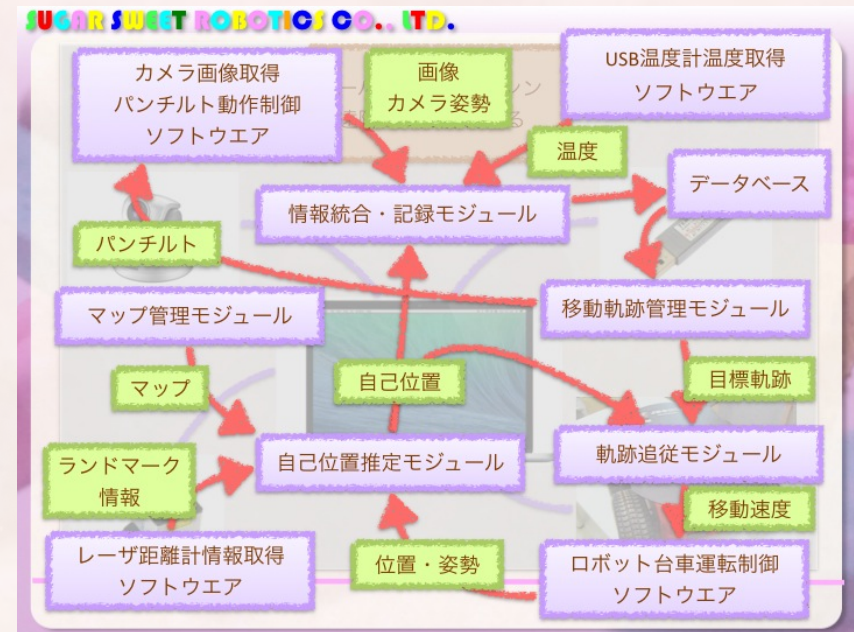 SUGAR SWEET ROBOTICS CO., LTD.
カメラ画像取得
パンチルト動作制御
ソフトウエア
画像
カメラ姿勢
USB温度計温度取得
ソフトウエア
温度
データベース
情報統合・記録モジュール
パンチルト
マップ管理モジュール
移動軌跡管理モジュール
マップ
自己位置
目標軌跡
ランドマーク
情報
自己位置推定モジュール
軌跡追従モジュール
移動速度
レーザ距離計情報取得
ソフトウエア
位置・姿勢
ロボット台車運転制御
ソフトウエア